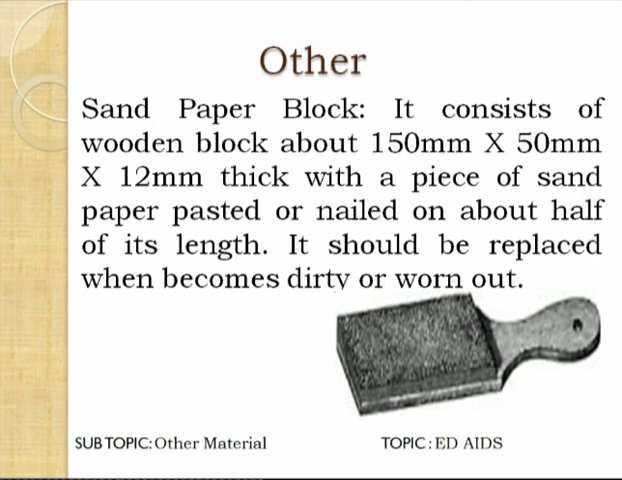 Other
Sand Paper Block: It consists of
wooden block about 150mm X 50mm
X 12mm thick with a piece of sand
paper pasted or nailed on about half
of its length. It should be replaced
when becomes dirty or worn out.
SUB TOPIC: Other Material
TOPIC : ED AIDS